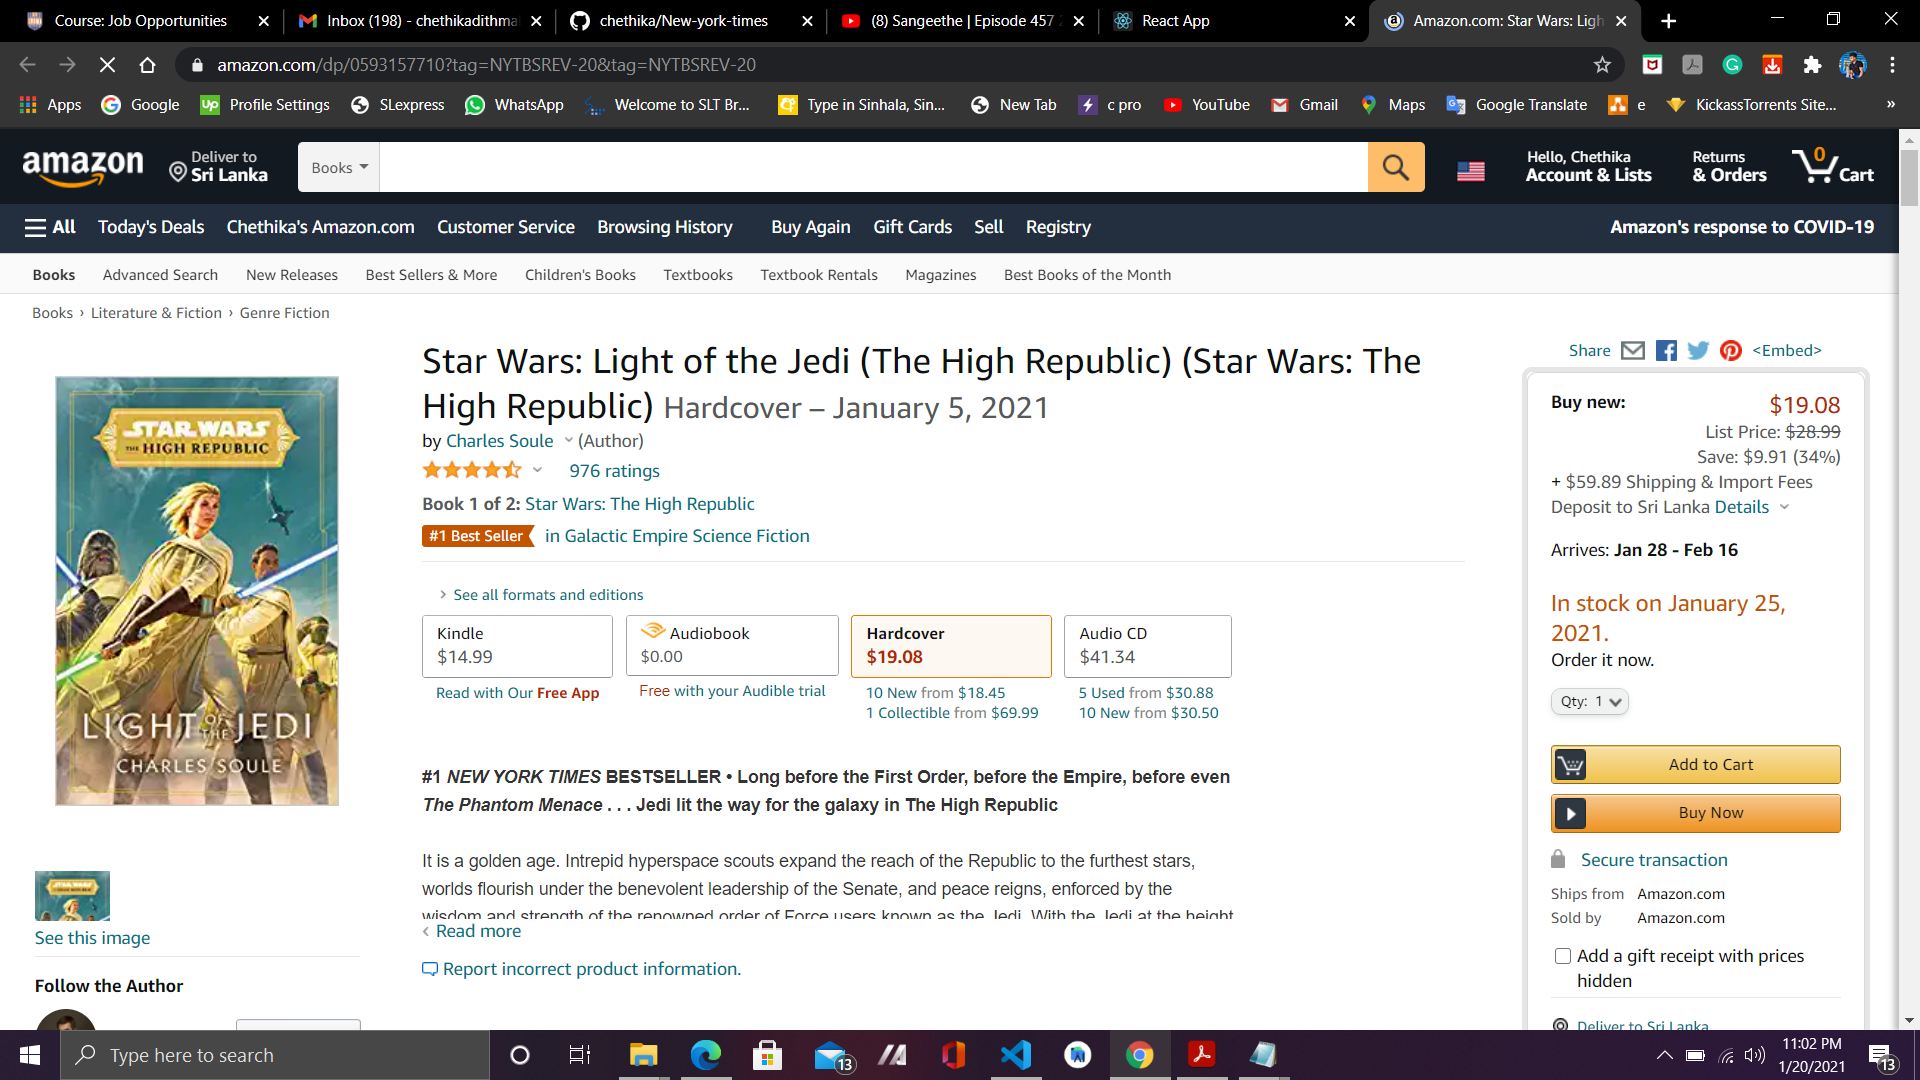 Course: Job Opportunities
Inbox (198) - chethikadithma
chethika/New-york-times
(8) Sangeethe | Episode 457 2
React App
Amazon.com: Star Wars: Ligh
amazon.com/dp/0593157710?tag=NYTBSREV-20&tag=NYTBSREV-20
Apps
Google
Up Profile Settings
SLexpress
WhatsApp
Welcome to SLT Br...
Type in Sinhala, Sin...
New Tab
c pro
YouTube
Gmail
Maps
Google Translate
e
KickassTorrents Site...
»
amazon
Deliver to
Sri Lanka
Books
Hello, Chethika
Account & Lists
Returns
& Orders
0
Cart
All
Today's Deals
Chethika's Amazon.com
Customer Service
Browsing History
Buy Again
Gift Cards
Sell
Registry
Amazon's response to COVID-19
Books
Advanced Search
New Releases
Best Sellers & More
Children's Books
Textbooks
Textbook Rentals
Magazines
Best Books of the Month
Books › Literature & Fiction › Genre Fiction
STAR WARS
THE HIGH REPUBLIC
LIGHT OF THE JEDI
CHARLES SOULE
See this image
Follow the Author
Star Wars: Light of the Jedi (The High Republic) (Star Wars: The
High Republic) Hardcover – January 5, 2021
by Charles Soule (Author)
976 ratings
Book 1 of 2: Star Wars: The High Republic
#1 Best Seller in Galactic Empire Science Fiction
› See all formats and editions
Kindle
$14.99
Read with Our Free App
Audiobook
$0.00
Free with your Audible trial
Hardcover
$19.08
10 New from $18.45
1 Collectible from $69.99
Audio CD
$41.34
5 Used from $30.88
10 New from $30.50
#1 NEW YORK TIMES BESTSELLER • Long before the First Order, before the Empire, before even
The Phantom Menace . . . Jedi lit the way for the galaxy in The High Republic
It is a golden age. Intrepid hyperspace scouts expand the reach of the Republic to the furthest stars,
worlds flourish under the benevolent leadership of the Senate, and peace reigns, enforced by the
wisdom and strength of the renowned order of Force users known as the Jedi. With the Jedi at the height
‹ Read more
Report incorrect product information.
Share
<Embed>
Buy new:
$19.08
List Price: $28.99
Save: $9.91 (34%)
+ $59.89 Shipping & Import Fees
Deposit to Sri Lanka Details
Arrives: Jan 28 - Feb 16
In stock on January 25,
2021.
Order it now.
Qty: 1
Add to Cart
Buy Now
Secure transaction
Ships from Amazon.com
Sold by Amazon.com
Add a gift receipt with prices
hidden
Deliver to Sri Lanka
Type here to search
13
11:02 PM
1/20/2021
13